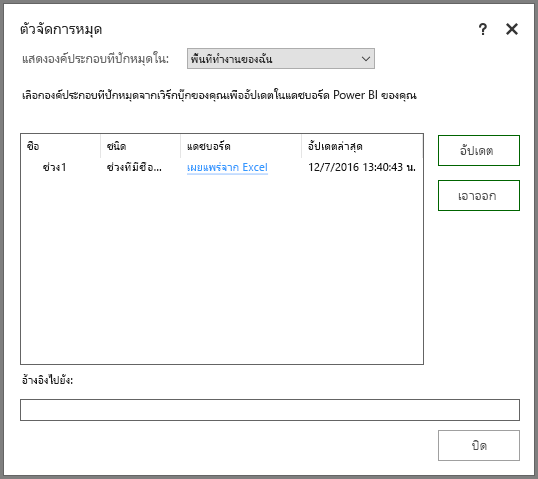 ตัวจัดการหมุด ?
แสดงองค์ประกอบที่ปักหมุดใน: พื้นที่ทำงานของฉัน
เลือกองค์ประกอบที่ปักหมุดจากเวิร์กบุ๊กของคุณเพื่ออัปเดตในแดชบอร์ด Power BI ของคุณ
ชื่อ ชนิด แดชบอร์ด อัปเดตล่าสุด
ช่วง1 ช่วงที่มีชื่อ... เผยแพร่จาก Excel 12/7/2016 13:40:43 น.
อัปเดต
เอาออก
อ้างอิงไปยัง:
ปิด